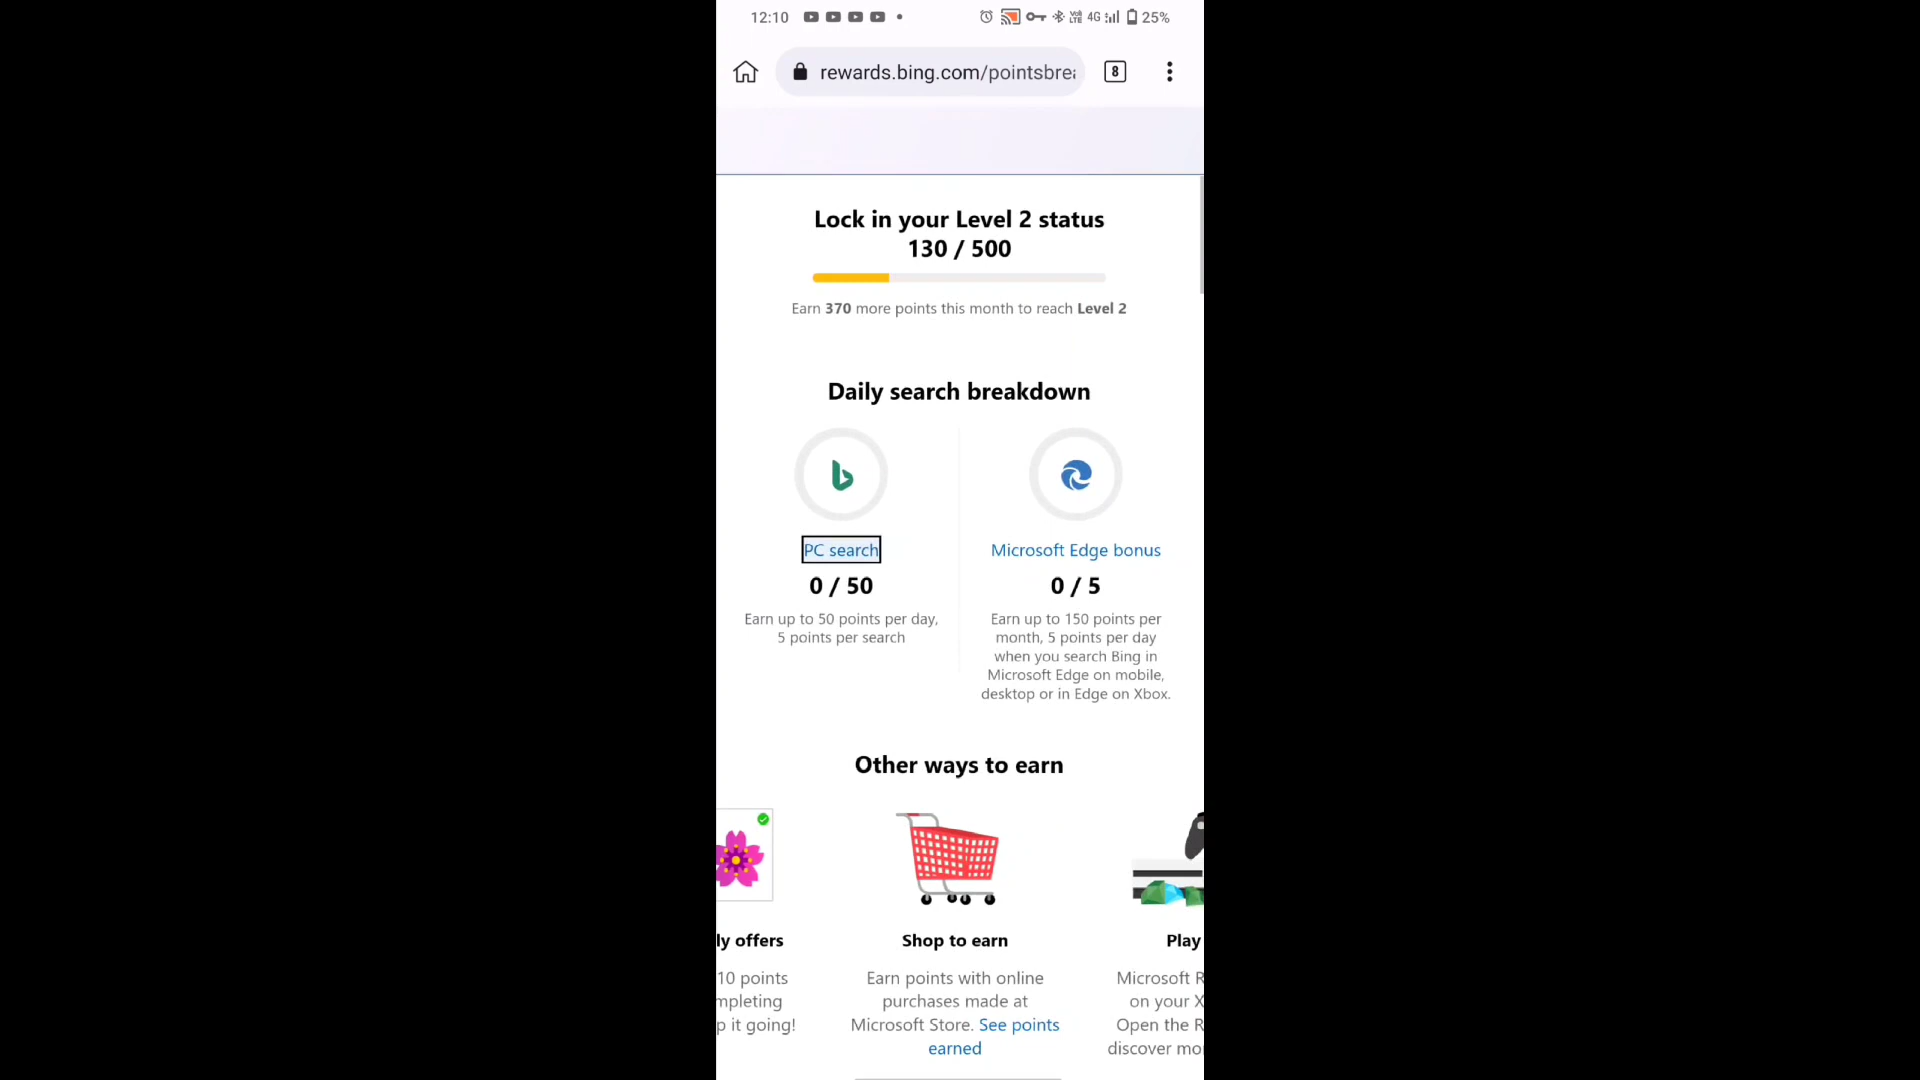 12:10 4G 25%
rewards.bing.com/pointsbrea 8
Lock in your Level 2 status
130 / 500
Earn 370 more points this month to reach Level 2
Daily search breakdown
PC search
0 / 50
Earn up to 50 points per day,
5 points per search
Microsoft Edge bonus
0 / 5
Earn up to 150 points per
month, 5 points per day
when you search Bing in
Microsoft Edge on mobile,
desktop or in Edge on Xbox.
Other ways to earn
ly offers
10 points
mpleting
p it going!
Shop to earn
Earn points with online
purchases made at
Microsoft Store. See points
earned
Play
Microsoft R
on your X
Open the R
discover mo